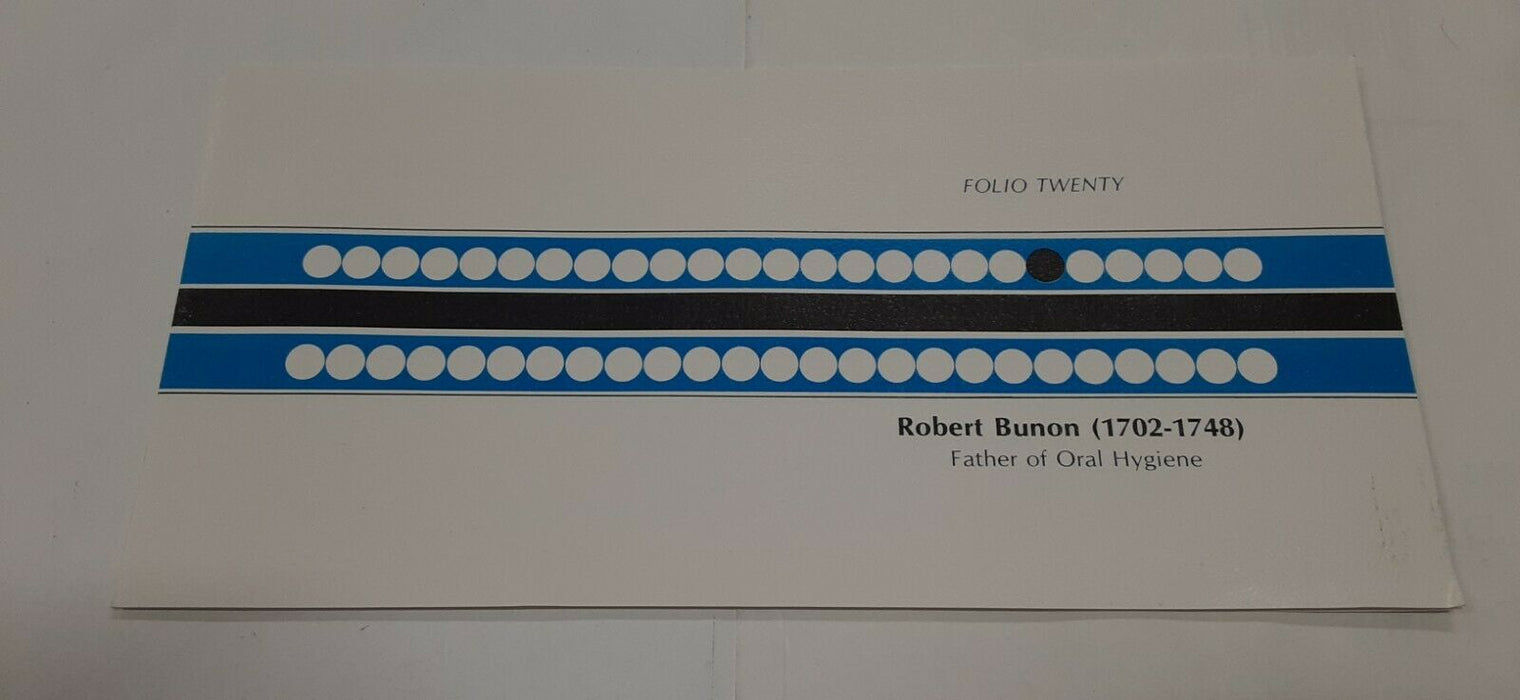 FOLIO TWENTY
Robert Bunon (1702-1748)
Father of Oral Hygiene